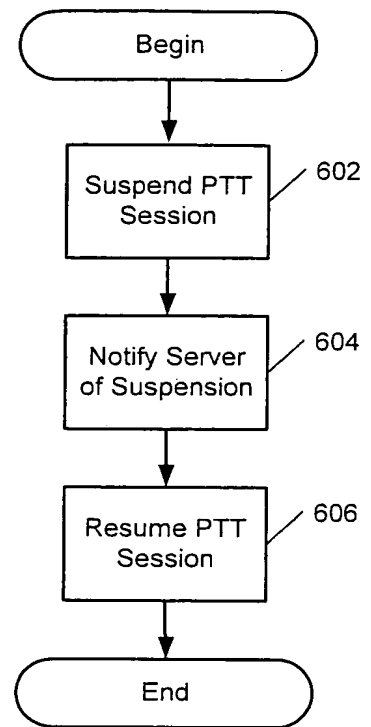 Begin
Suspend PTT
Session
602
Notify Server
of Suspension
604
Resume PTT
Session
606
End